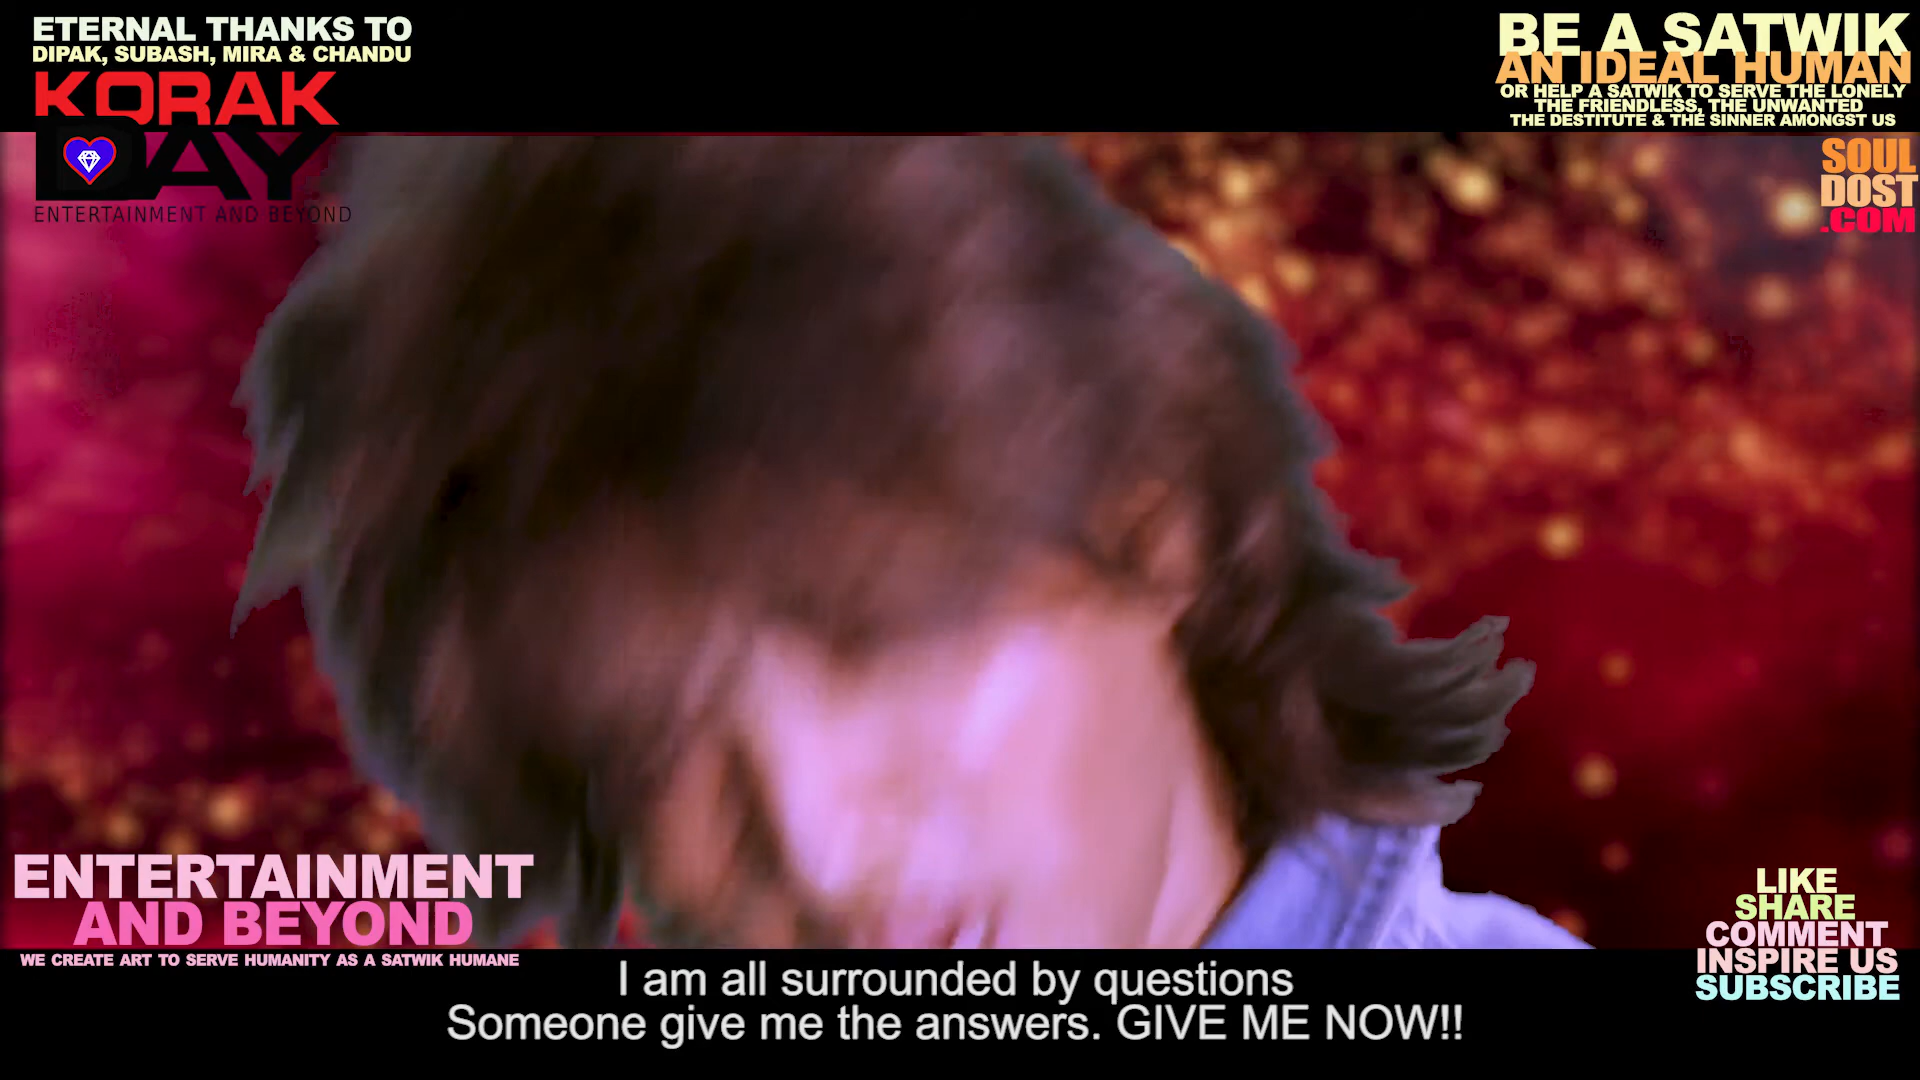 ETERNAL THANKS TO
DIPAK, SUBASH, MIRA & CHANDU
KORAK
DAY
ENTERTAINMENT AND BEYOND
BE A SATWIK
AN IDEAL HUMAN
OR HELP A SATWIK TO SERVE THE LONELY
THE FRIENDLESS, THE UNWANTED
THE DESTITUTE & THE SINNER AMONGST US
SOUL
DOST
.COM
ENTERTAINMENT
AND BEYOND
WE CREATE ART TO SERVE HUMANITY AS A SATWIK HUMANE
LIKE
SHARE
COMMENT
INSPIRE US
SUBSCRIBE
I am all surrounded by questions
Someone give me the answers. GIVE ME NOW!!